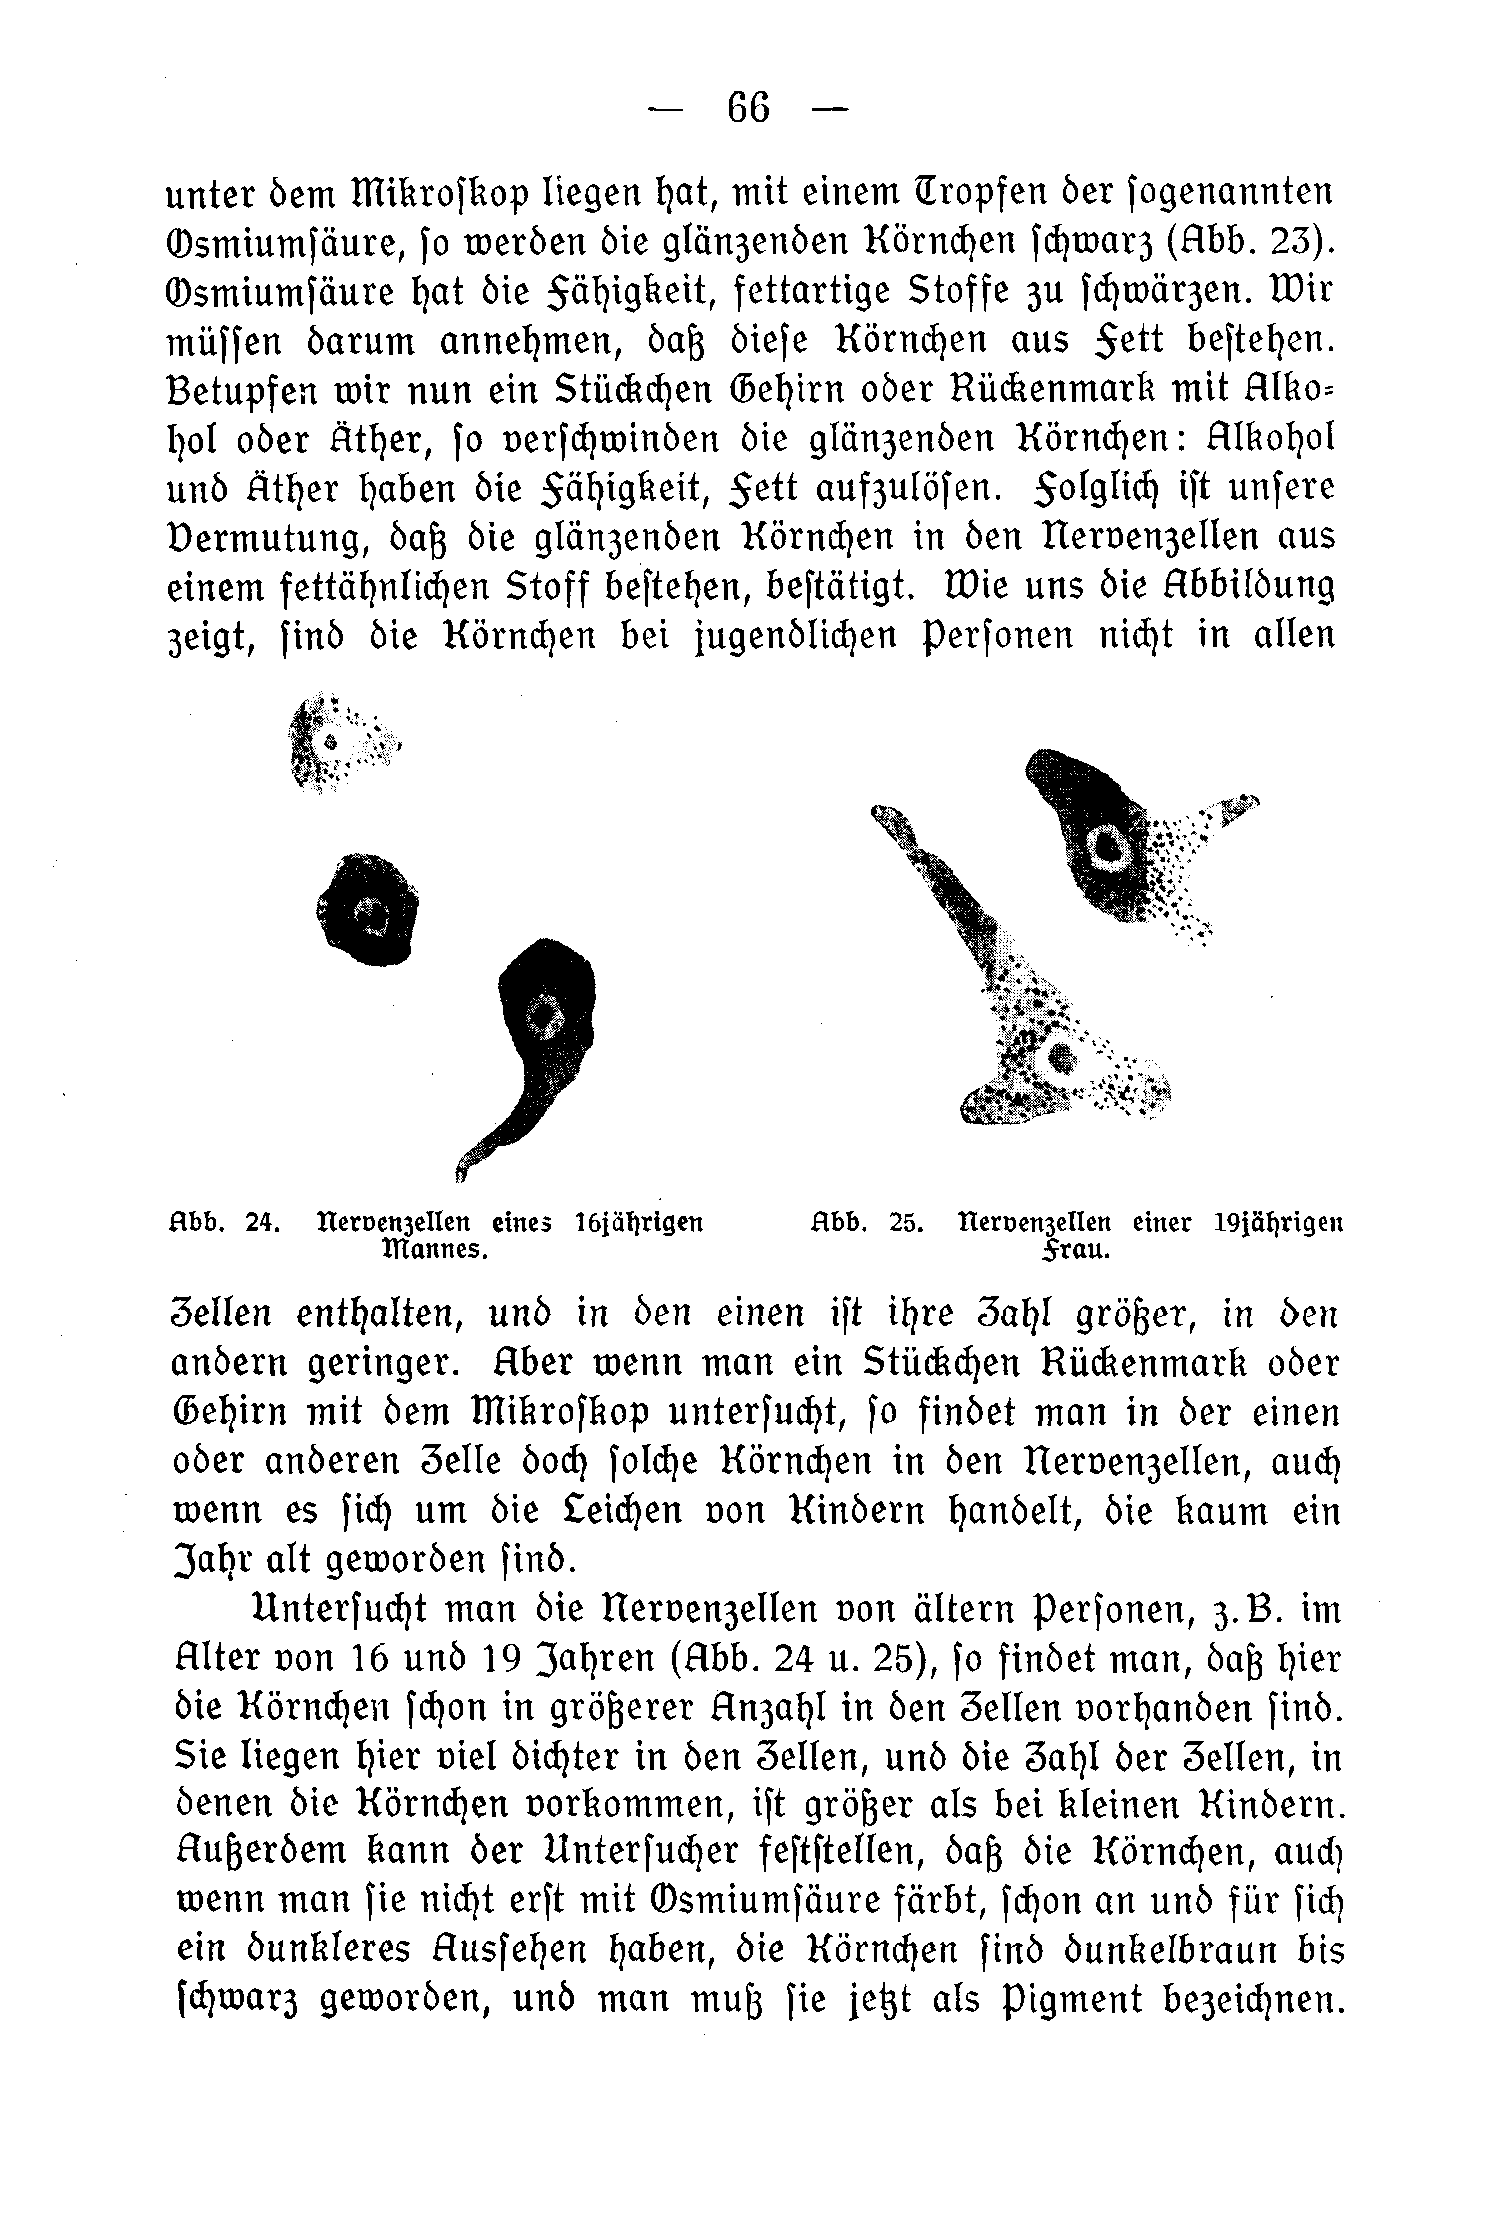 — 66 —
unter dem Mikroſkop liegen hat, mit einem Tropfen der ſogenannten
Osmiumſäure, ſo werden die glänzenden Körnchen ſchwarz (Abb. 23).
Osmiumſäure hat die Fähigkeit, fettartige Stoffe zu ſchwärzen. Wir
müſſen darum annehmen, daß dieſe Körnchen aus Fett beſtehen.
Betupfen wir nun ein Stückchen Gehirn oder Rückenmark mit Alko=
hol oder Äther, ſo verſchwinden die glänzenden Körnchen: Alkohol
und Äther haben die Fähigkeit, Fett aufzulöſen. Folglich iſt unſere
Vermutung, daß die glänzenden Körnchen in den Nervenzellen aus
einem fettähnlichen Stoff beſtehen, beſtätigt. Wie uns die Abbildung
zeigt, ſind die Körnchen bei jugendlichen Perſonen nicht in allen
Abb. 24. Nervenzellen eines 16jährigen
Mannes.
Abb. 25. Nervenzellen einer 19jährigen
Frau.
Zellen enthalten, und in den einen iſt ihre Zahl größer, in den
andern geringer. Aber wenn man ein Stückchen Rückenmark oder
Gehirn mit dem Mikroſkop unterſucht, ſo findet man in der einen
oder anderen Zelle doch ſolche Körnchen in den Nervenzellen, auch
wenn es ſich um die Leichen von Kindern handelt, die kaum ein
Jahr alt geworden ſind.
Unterſucht man die Nervenzellen von ältern Perſonen, z. B. im
Alter von 16 und 19 Jahren (Abb. 24 u. 25), ſo findet man, daß hier
die Körnchen ſchon in größerer Anzahl in den Zellen vorhanden ſind.
Sie liegen hier viel dichter in den Zellen, und die Zahl der Zellen, in
denen die Körnchen vorkommen, iſt größer als bei kleinen Kindern.
Außerdem kann der Unterſucher feſtſtellen, daß die Körnchen, auch
wenn man ſie nicht erſt mit Osmiumſäure färbt, ſchon an und für ſich
ein dunkleres Ausſehen haben, die Körnchen ſind dunkelbraun bis
ſchwarz geworden, und man muß ſie jetzt als Pigment bezeichnen.